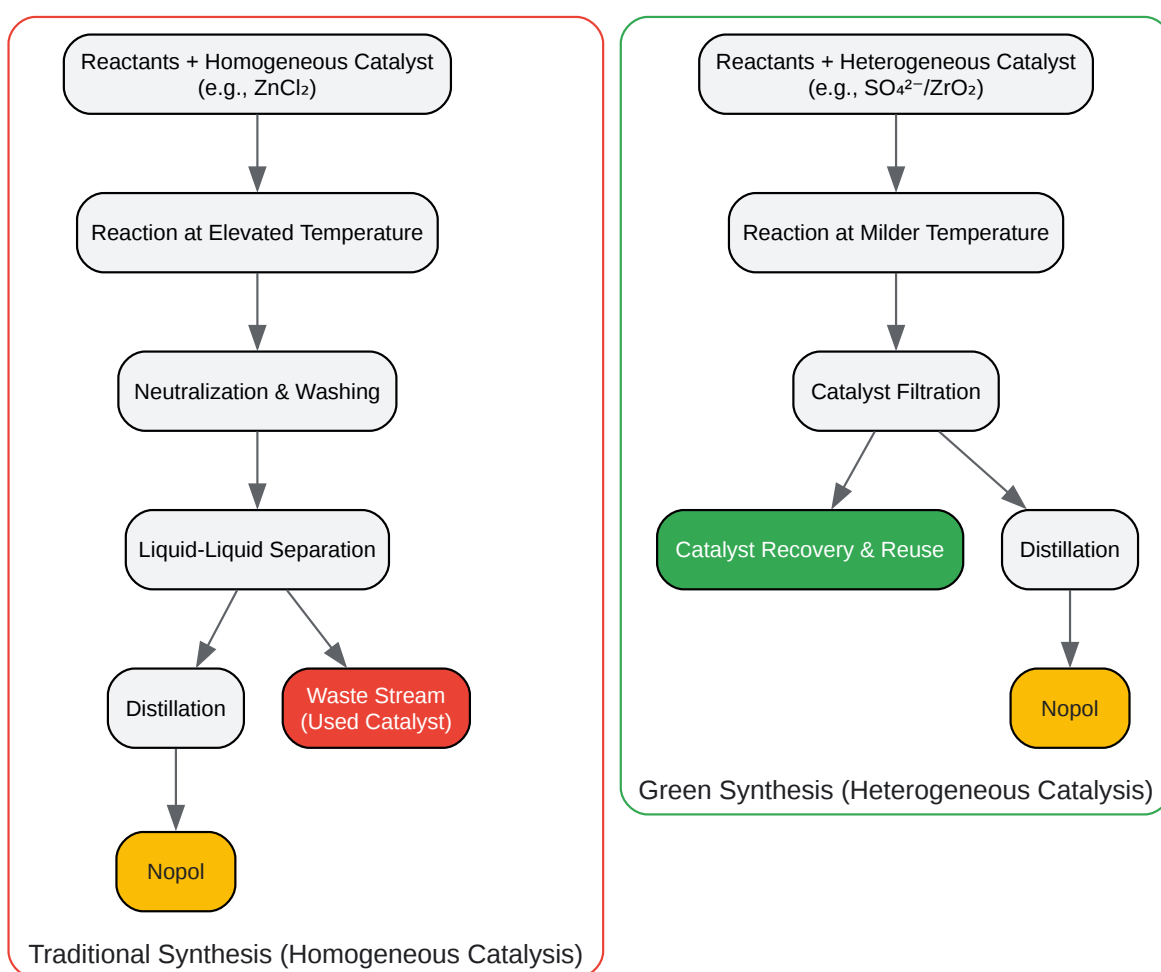 Reactants + Homogeneous Catalyst
(e.g., ZnCl₂)
Reaction at Elevated Temperature
Neutralization & Washing
Liquid-Liquid Separation
Distillation
Waste Stream
(Used Catalyst)
Nopol
Traditional Synthesis (Homogeneous Catalysis)
Reactants + Heterogeneous Catalyst
(e.g., SO₄²⁻/ZrO₂)
Reaction at Milder Temperature
Catalyst Filtration
Catalyst Recovery & Reuse
Distillation
Nopol
Green Synthesis (Heterogeneous Catalysis)